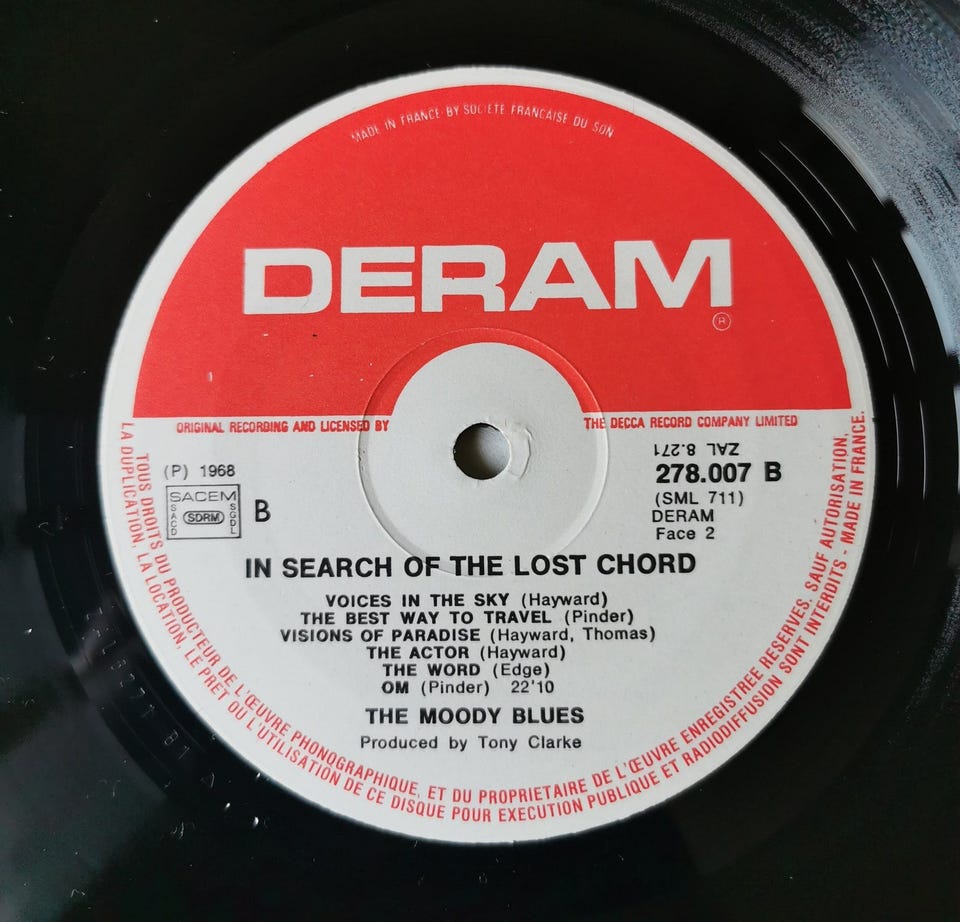 MADE IN FRANCE BY SOCIETE FRANCAISE DU SON
DERAM
®
ORIGINAL RECORDING AND LICENSED BY THE DECCA RECORD COMPANY LIMITED
ZAL 8.271
(P) 1968
278.007 B
SACEM
SACD
SDRM
SGDL
B
(SML 711)
DERAM
Face 2
IN SEARCH OF THE LOST CHORD
VOICES IN THE SKY (Hayward)
THE BEST WAY TO TRAVEL (Pinder)
VISIONS OF PARADISE (Hayward, Thomas)
THE ACTOR (Hayward)
THE WORD (Edge)
OM (Pinder) 22'10
THE MOODY BLUES
Produced by Tony Clarke
TOUS DROITS DU PRODUCTEUR DE L'ŒUVRE PHONOGRAPHIQUE, ET DU PROPRIETAIRE DE L'ŒUVRE ENREGISTREE RESERVES. SAUF AUTORISATION,
LA DUPLICATION, LA LOCATION, LE PRET OU L'UTILISATION DE CE DISQUE POUR EXECUTION PUBLIQUE ET RADIODIFFUSION SONT INTERDITS - MADE IN FRANCE.